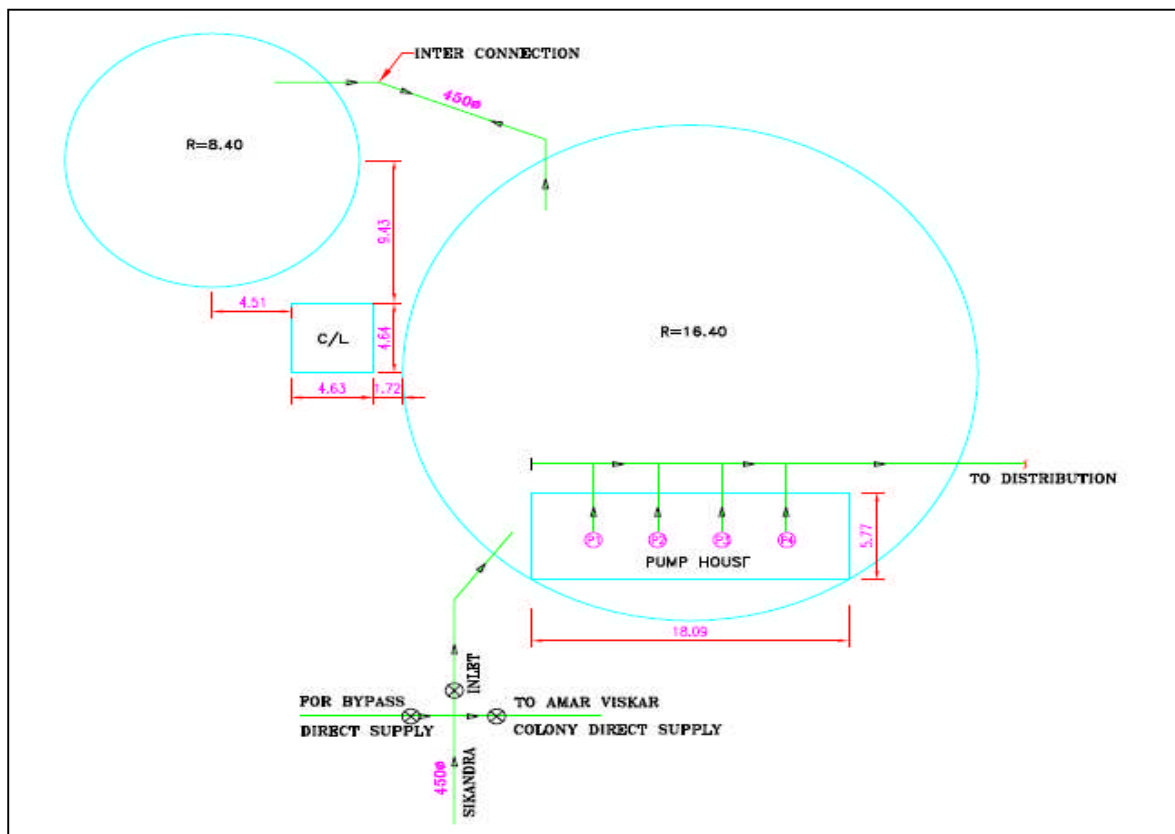 INTER CONNECTION
450ø
R=8.40
9.43
R=16.40
4.51
C/L
4.64
4.63
1.72
TO DISTRIBUTION
P1 P2 P3 P4
PUMP HOUSE
5.77
18.09
INLET
FOR BYPASS
DIRECT SUPPLY
TO AMAR VISKAR
COLONY DIRECT SUPPLY
450ø
SIKANDRA